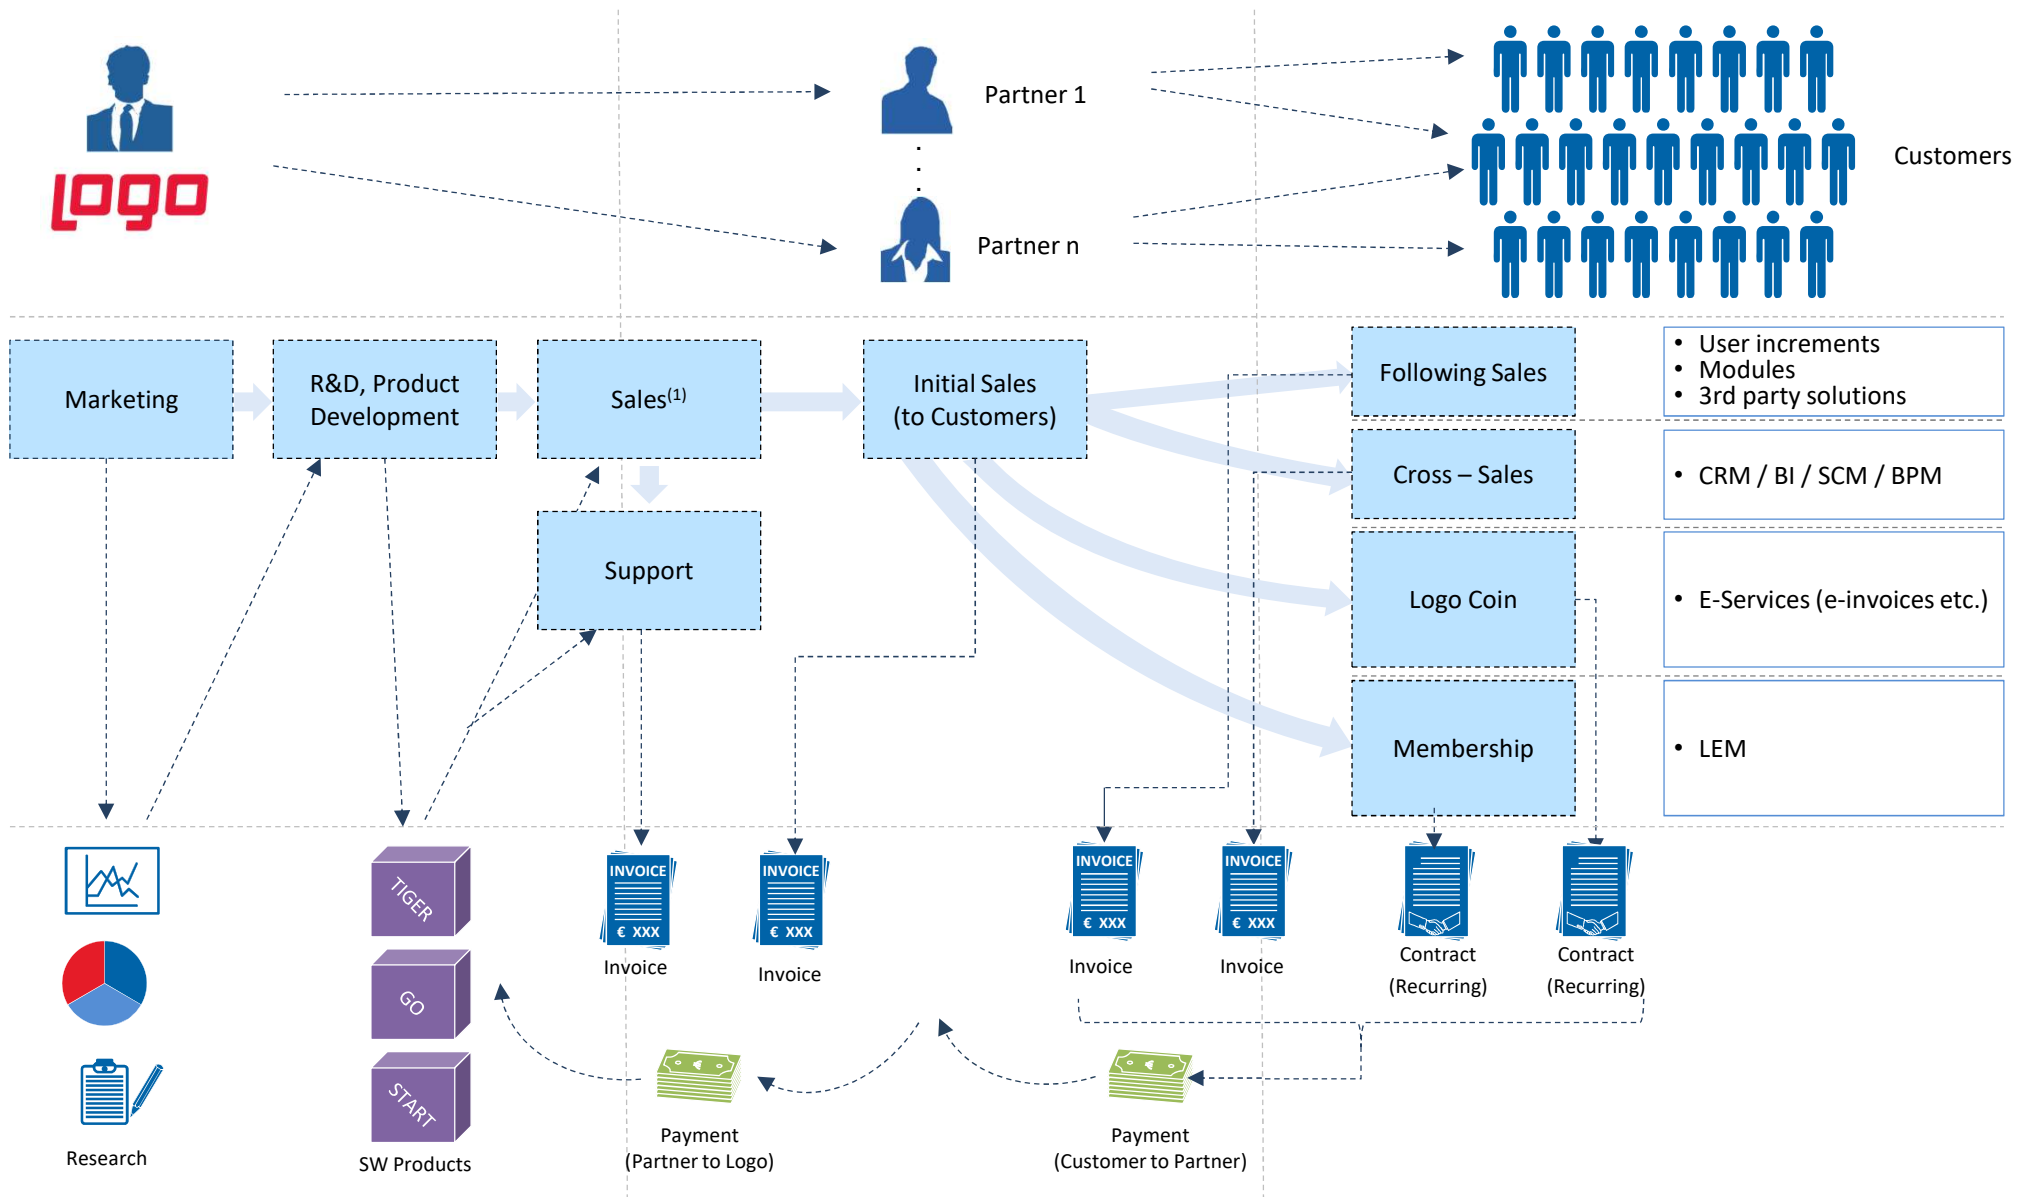 LOGO
Partner 1
Partner n
Customers
Marketing
R&D, Product
Development
Sales(1)
Initial Sales
(to Customers)
Support
Following Sales
• User increments
• Modules
• 3rd party solutions
Cross – Sales
• CRM / BI / SCM / BPM
Logo Coin
• E-Services (e-invoices etc.)
Membership
• LEM
TIGER
GO
START
INVOICE
€ XXX
Invoice
INVOICE
€ XXX
Invoice
INVOICE
€ XXX
Invoice
INVOICE
€ XXX
Invoice
Contract
(Recurring)
Contract
(Recurring)
Research
SW Products
Payment
(Partner to Logo)
Payment
(Customer to Partner)